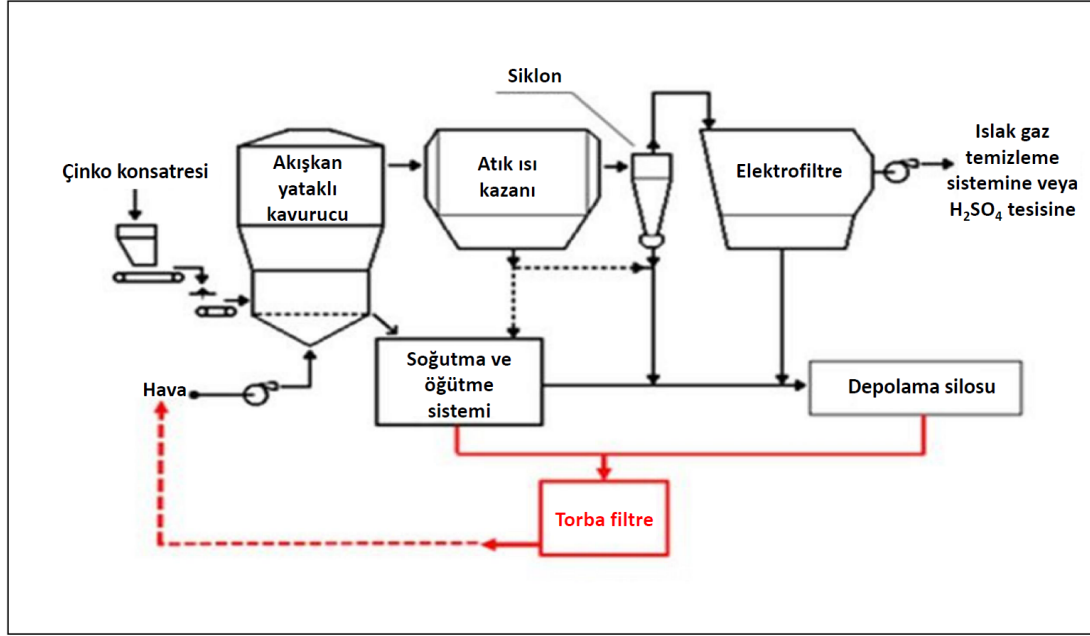 Siklon
Çinko konsatresi
Akışkan
yataklı
kavurucu
Atık ısı
kazanı
Elektrofiltre
Islak gaz
temizleme
sistemine veya
H₂SO₄ tesisine
Hava
Soğutma ve
öğütme
sistemi
Depolama silosu
Torba filtre